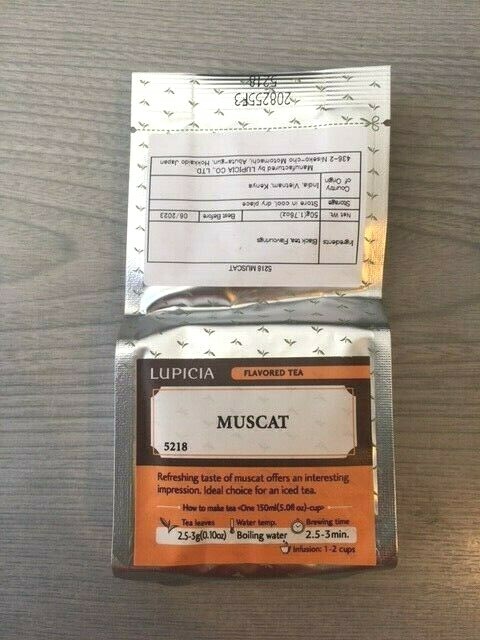 208255F3
5218
5218 MUSCAT
Ingredients Black tea, Flavourings
Net Wt. 50g(1.76oz) Best Before 06/2023
Storage Store in cool, dry place
Country of Origin India, Vietnam, Kenya
Manufactured by LUPICIA CO., LTD.
436-2 Niseko-cho Motomachi, Abuta-gun, Hokkaido Japan
LUPICIA FLAVORED TEA
MUSCAT
5218
Refreshing taste of muscat offers an interesting
impression. Ideal choice for an iced tea.
How to make tea <One 150ml(5.0fl oz)-cup>
Tea leaves Water temp. Brewing time
2.5-3g(0.10oz) Boiling water 2.5-3min.
Infusion: 1-2 cups